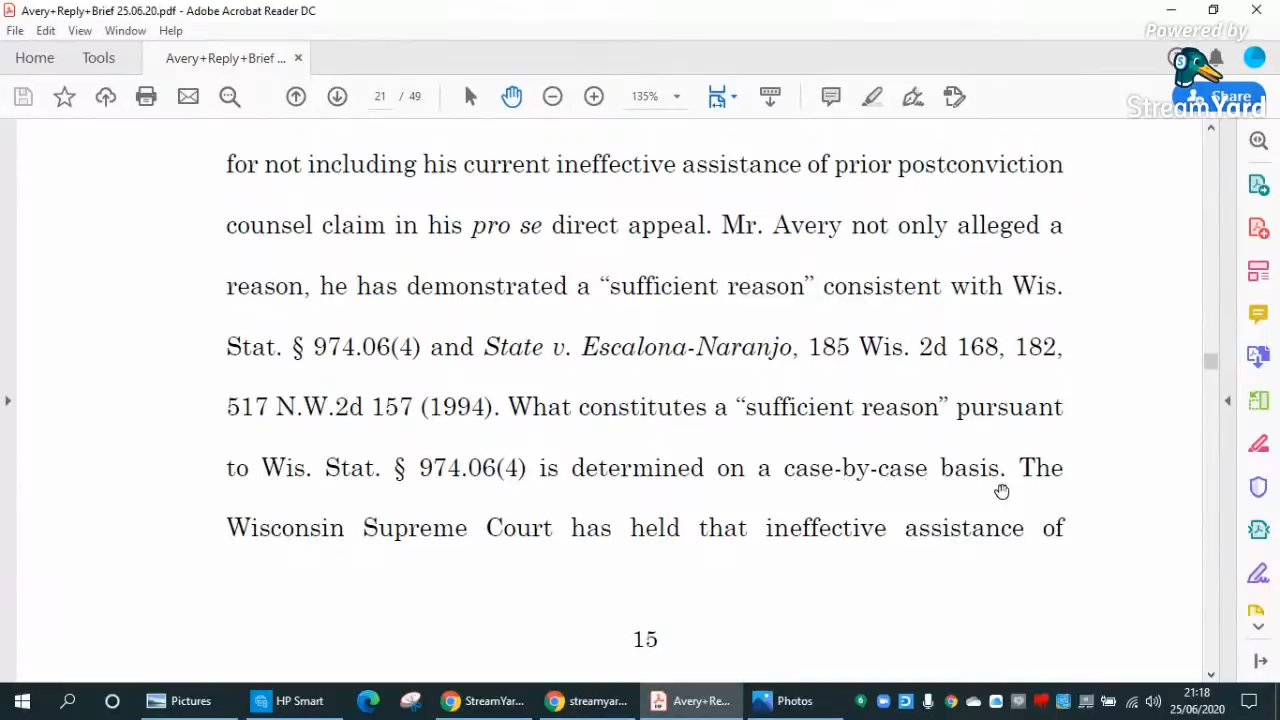 Avery+Reply+Brief 25.06.20.pdf - Adobe Acrobat Reader DC
File Edit View Window Help
Powered by
Home Tools Avery+Reply+Brief ... ×
21 / 49 135% Share
StreamYard
for not including his current ineffective assistance of prior postconviction
counsel claim in his pro se direct appeal. Mr. Avery not only alleged a
reason, he has demonstrated a “sufficient reason” consistent with Wis.
Stat. § 974.06(4) and State v. Escalona-Naranjo, 185 Wis. 2d 168, 182,
517 N.W.2d 157 (1994). What constitutes a “sufficient reason” pursuant
to Wis. Stat. § 974.06(4) is determined on a case-by-case basis. The
Wisconsin Supreme Court has held that ineffective assistance of
15
Pictures HP Smart StreamYar... streamyar... Avery+Re... Photos 21:18
25/06/2020